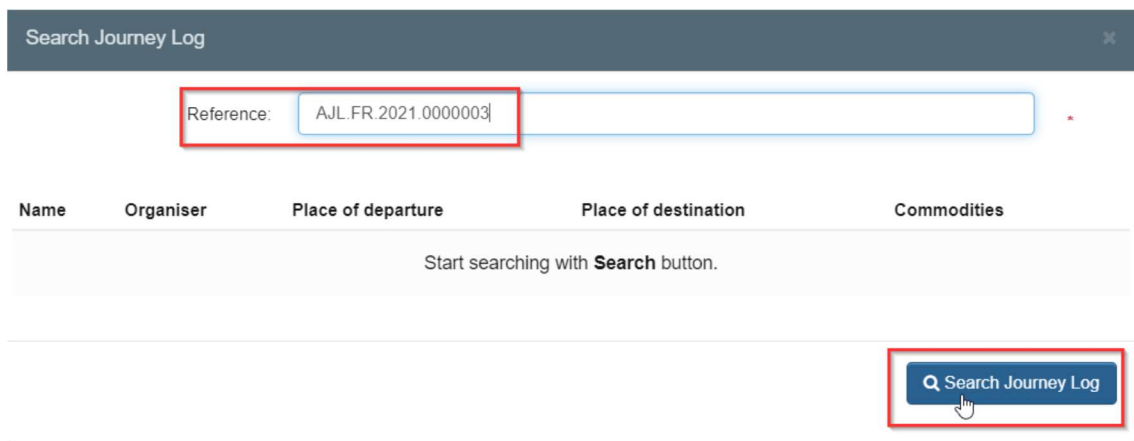 Search Journey Log ×
Reference: AJL.FR.2021.0000003 *
Name Organiser Place of departure Place of destination Commodities
Start searching with Search button.
Search Journey Log